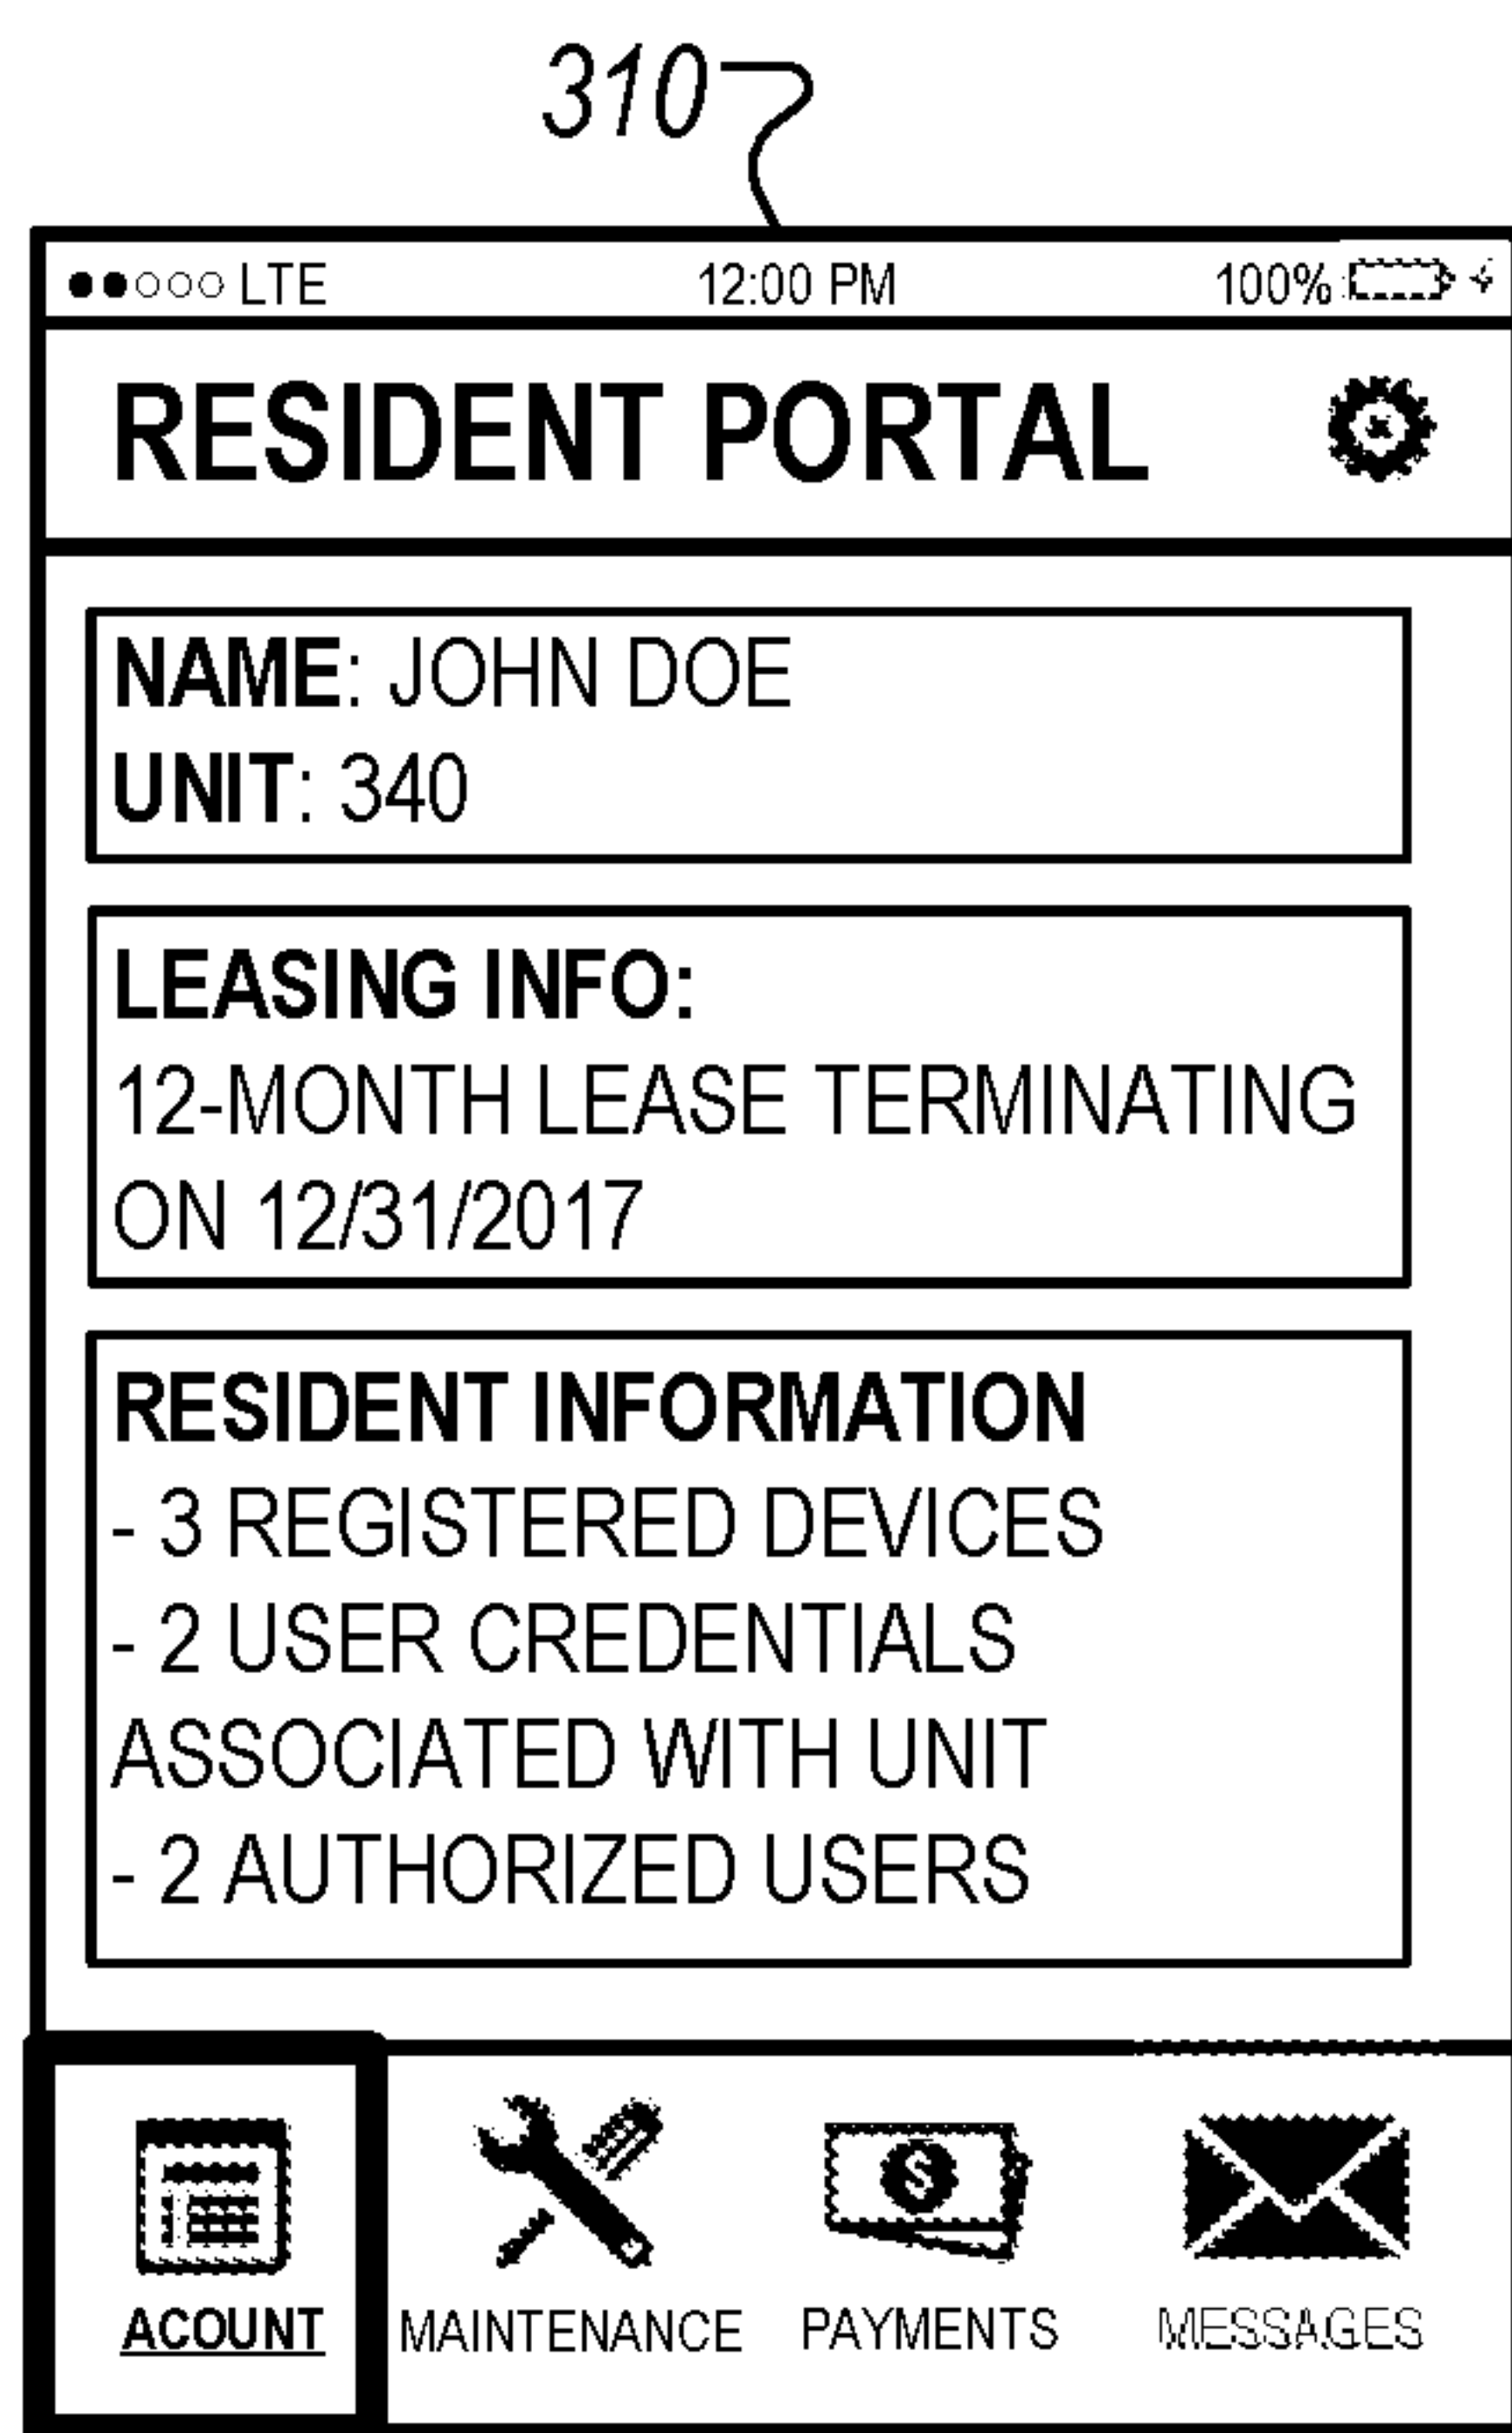 310
LTE 12:00 PM 100%
RESIDENT PORTAL
NAME: JOHN DOE
UNIT: 340
LEASING INFO:
12-MONTH LEASE TERMINATING
ON 12/31/2017
RESIDENT INFORMATION
- 3 REGISTERED DEVICES
- 2 USER CREDENTIALS
ASSOCIATED WITH UNIT
- 2 AUTHORIZED USERS
$
ACOUNT MAINTENANCE PAYMENTS MESSAGES